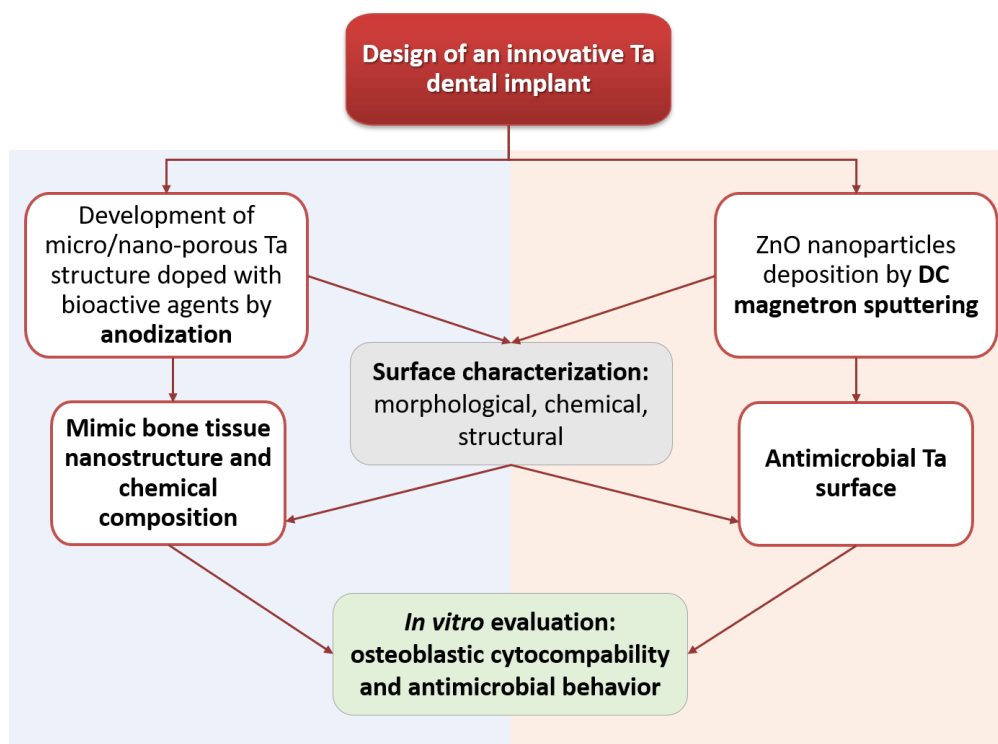 Design of an innovative Ta
dental implant
Development of
micro/nano-porous Ta
structure doped with
bioactive agents by
anodization
ZnO nanoparticles
deposition by DC
magnetron sputtering
Surface characterization:
morphological, chemical,
structural
Mimic bone tissue
nanostructure and
chemical
composition
Antimicrobial Ta
surface
In vitro evaluation:
osteoblastic cytocompability
and antimicrobial behavior